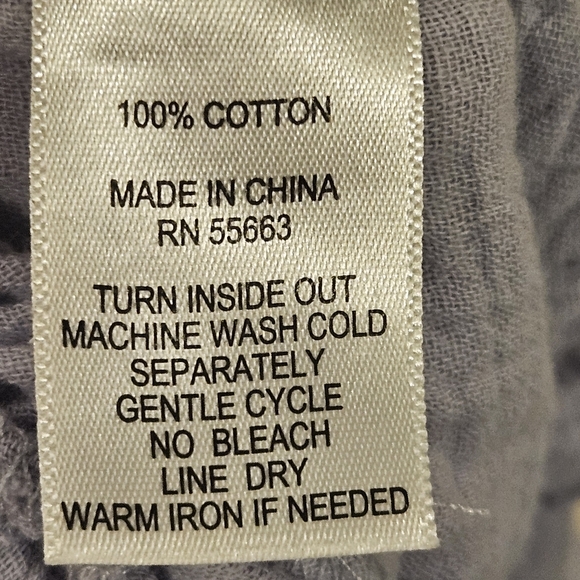 100% COTTON
MADE IN CHINA
RN 55663
TURN INSIDE OUT
MACHINE WASH COLD
SEPARATELY
GENTLE CYCLE
NO BLEACH
LINE DRY
WARM IRON IF NEEDED